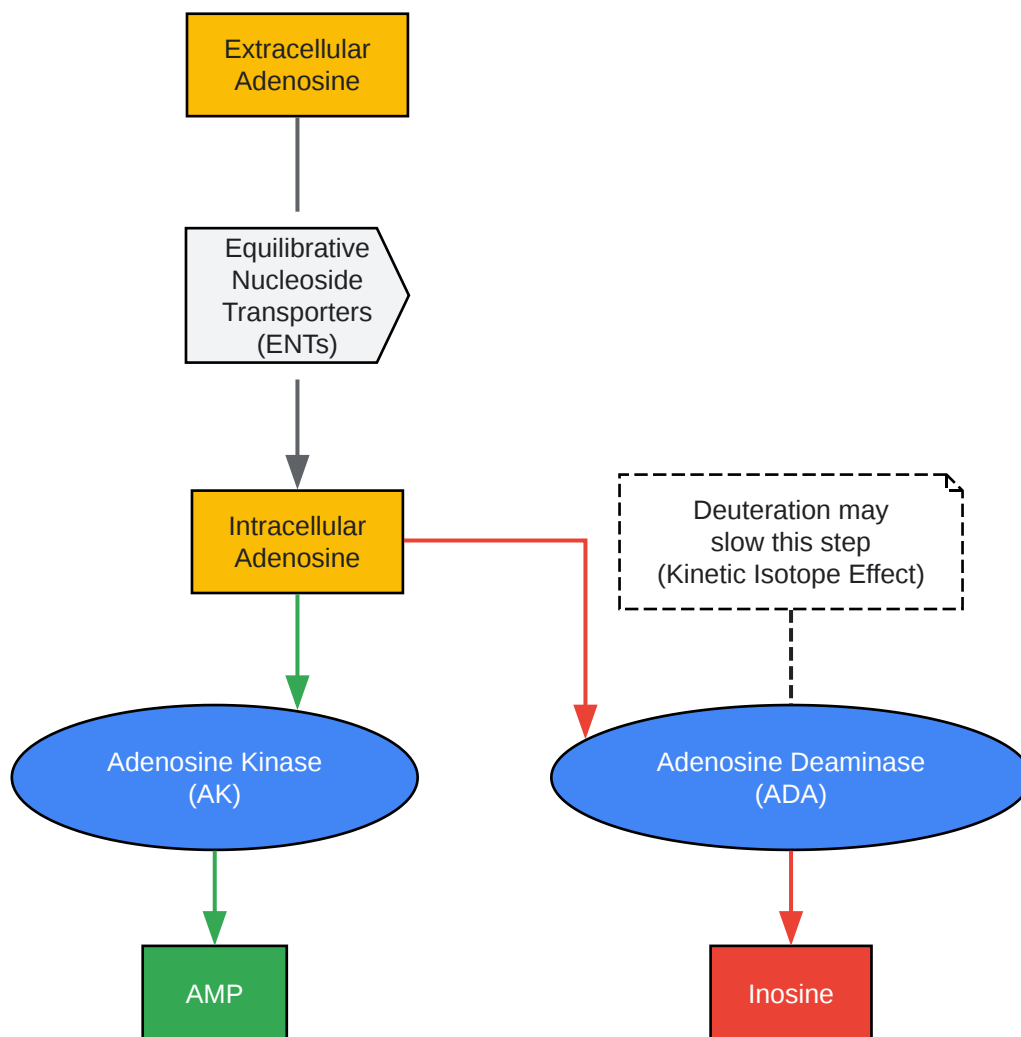 Extracellular
Adenosine
Equilibrative
Nucleoside
Transporters
(ENTs)
Intracellular
Adenosine
Deuteration may
slow this step
(Kinetic Isotope Effect)
Adenosine Kinase
(AK)
Adenosine Deaminase
(ADA)
AMP
Inosine